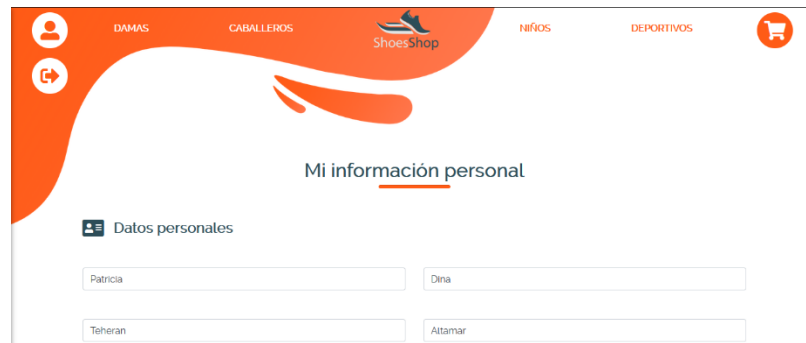 DAMAS CABALLEROS ShoesShop NIÑOS DEPORTIVOS
Mi información personal
Datos personales
Patricia Dina
Teheran Altamar